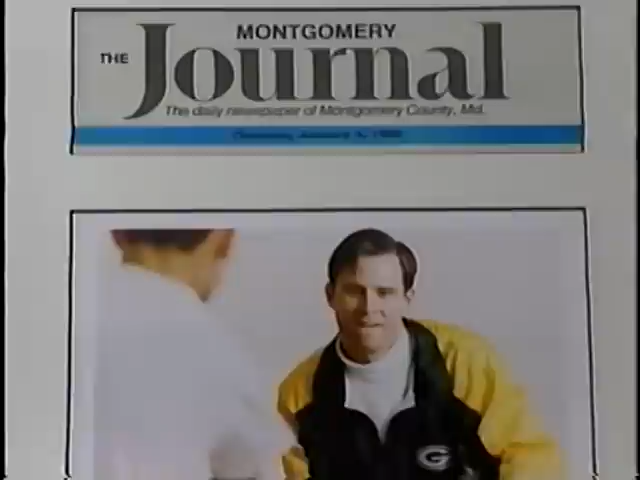 MONTGOMERY
THE Journal
The daily newspaper of Montgomery County, Md.
G